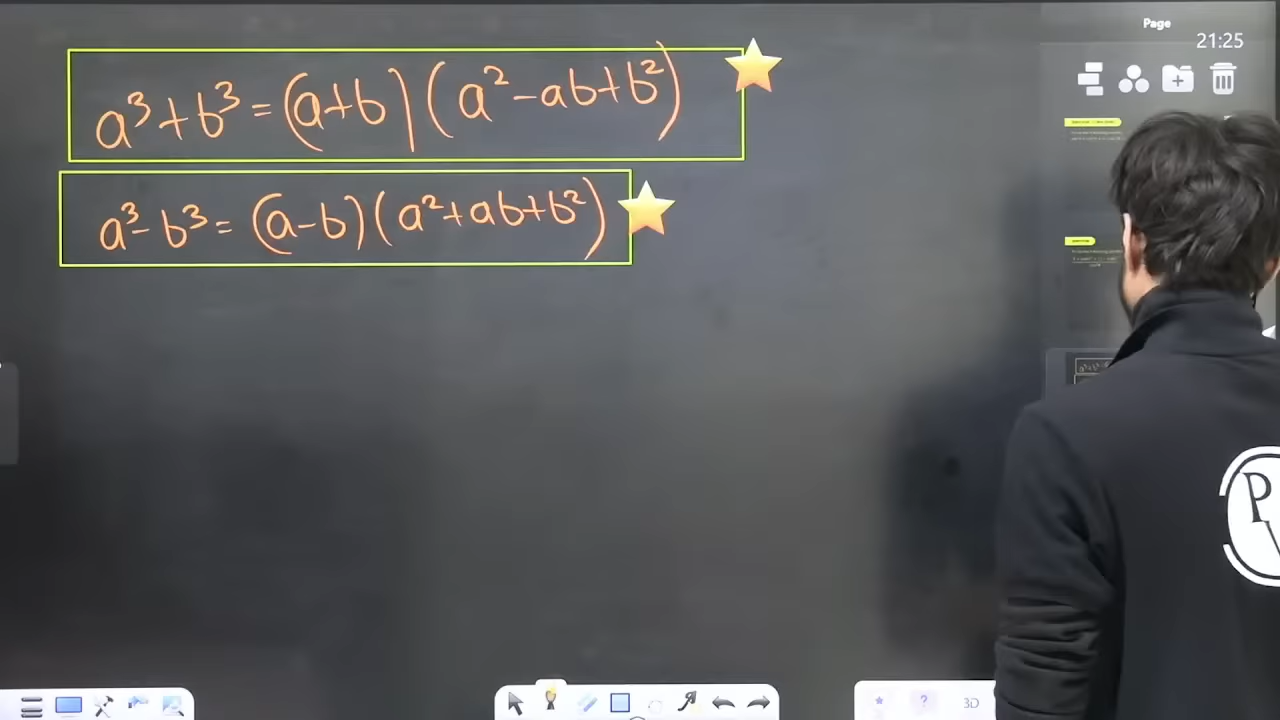 Page
21:25
a³+b³=(a+b)(a²-ab+b²)
a³-b³=(a-b)(a²+ab+b²)
P
3D